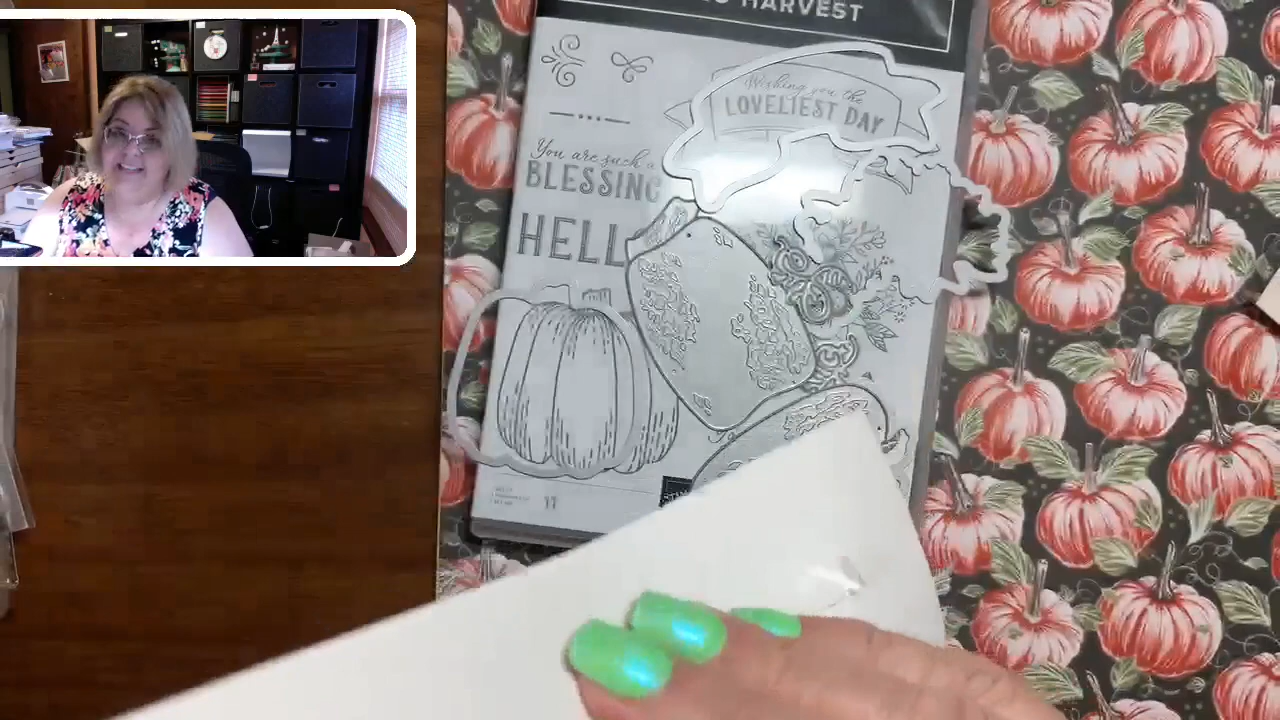 HARVEST
Wishing you the
LOVELIEST DAY
You are such a
BLESSING
HELL